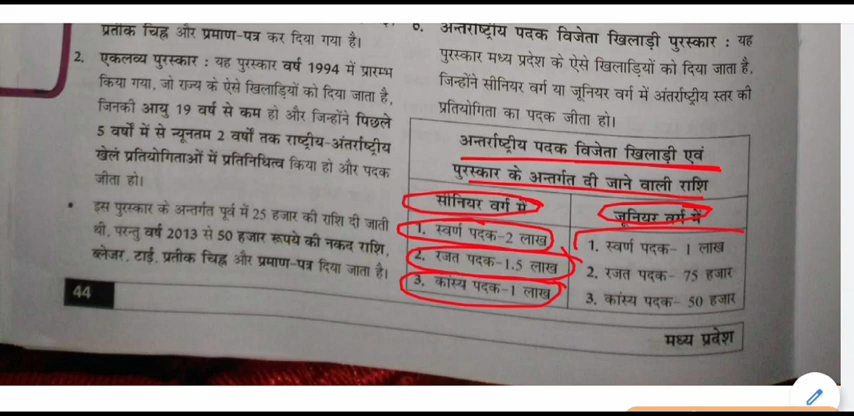 प्रतीक चिह्न और प्रमाण-पत्र कर दिया गया है।
2. एकलव्य पुरस्कार : यह पुरस्कार वर्ष 1994 में प्रारम्भ
किया गया, जो राज्य के ऐसे खिलाड़ियों को दिया जाता है,
जिनकी आयु 19 वर्ष से कम हो और जिन्होंने पिछले
5 वर्षों में से न्यूनतम 2 वर्षों तक राष्ट्रीय-अंतर्राष्ट्रीय
खेल प्रतियोगिताओं में प्रतिनिधित्व किया हो और पदक
जीता हो।
• इस पुरस्कार के अन्तर्गत पूर्व में 25 हजार की राशि दी जाती
थी, परन्तु वर्ष 2013 से 50 हजार रूपये की नकद राशि,
ब्लेजर, टाई, प्रतीक चिह्न और प्रमाण-पत्र दिया जाता है।
44
अन्तर्राष्ट्रीय पदक विजेता खिलाड़ी पुरस्कार : यह
पुरस्कार मध्य प्रदेश के ऐसे खिलाड़ियों को दिया जाता है,
जिन्होंने सीनियर वर्ग या जूनियर वर्ग में अंतर्राष्ट्रीय स्तर की
प्रतियोगिता का पदक जीता हो।
अन्तर्राष्ट्रीय पदक विजेता खिलाड़ी एवं
पुरस्कार के अन्तर्गत दी जाने वाली राशि
सीनियर वर्ग में
1. स्वर्ण पदक-2 लाख
2. रजत पदक-1.5 लाख
3. कांस्य पदक-1 लाख
जूनियर वर्ग में
1. स्वर्ण पदक- 1 लाख
2. रजत पदक- 75 हजार
3. कांस्य पदक- 50 हजार
मध्य प्रदेश